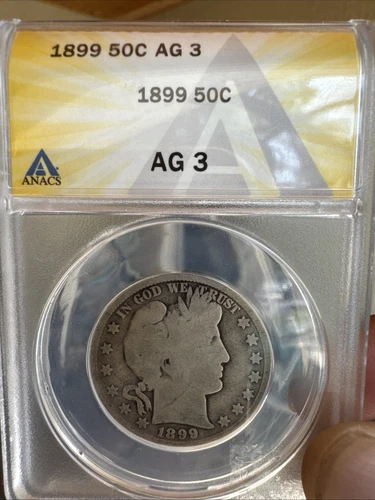 1899 50C AG 3
1899 50C
AG 3
ANACS
IN GOD WE TRUST
1899